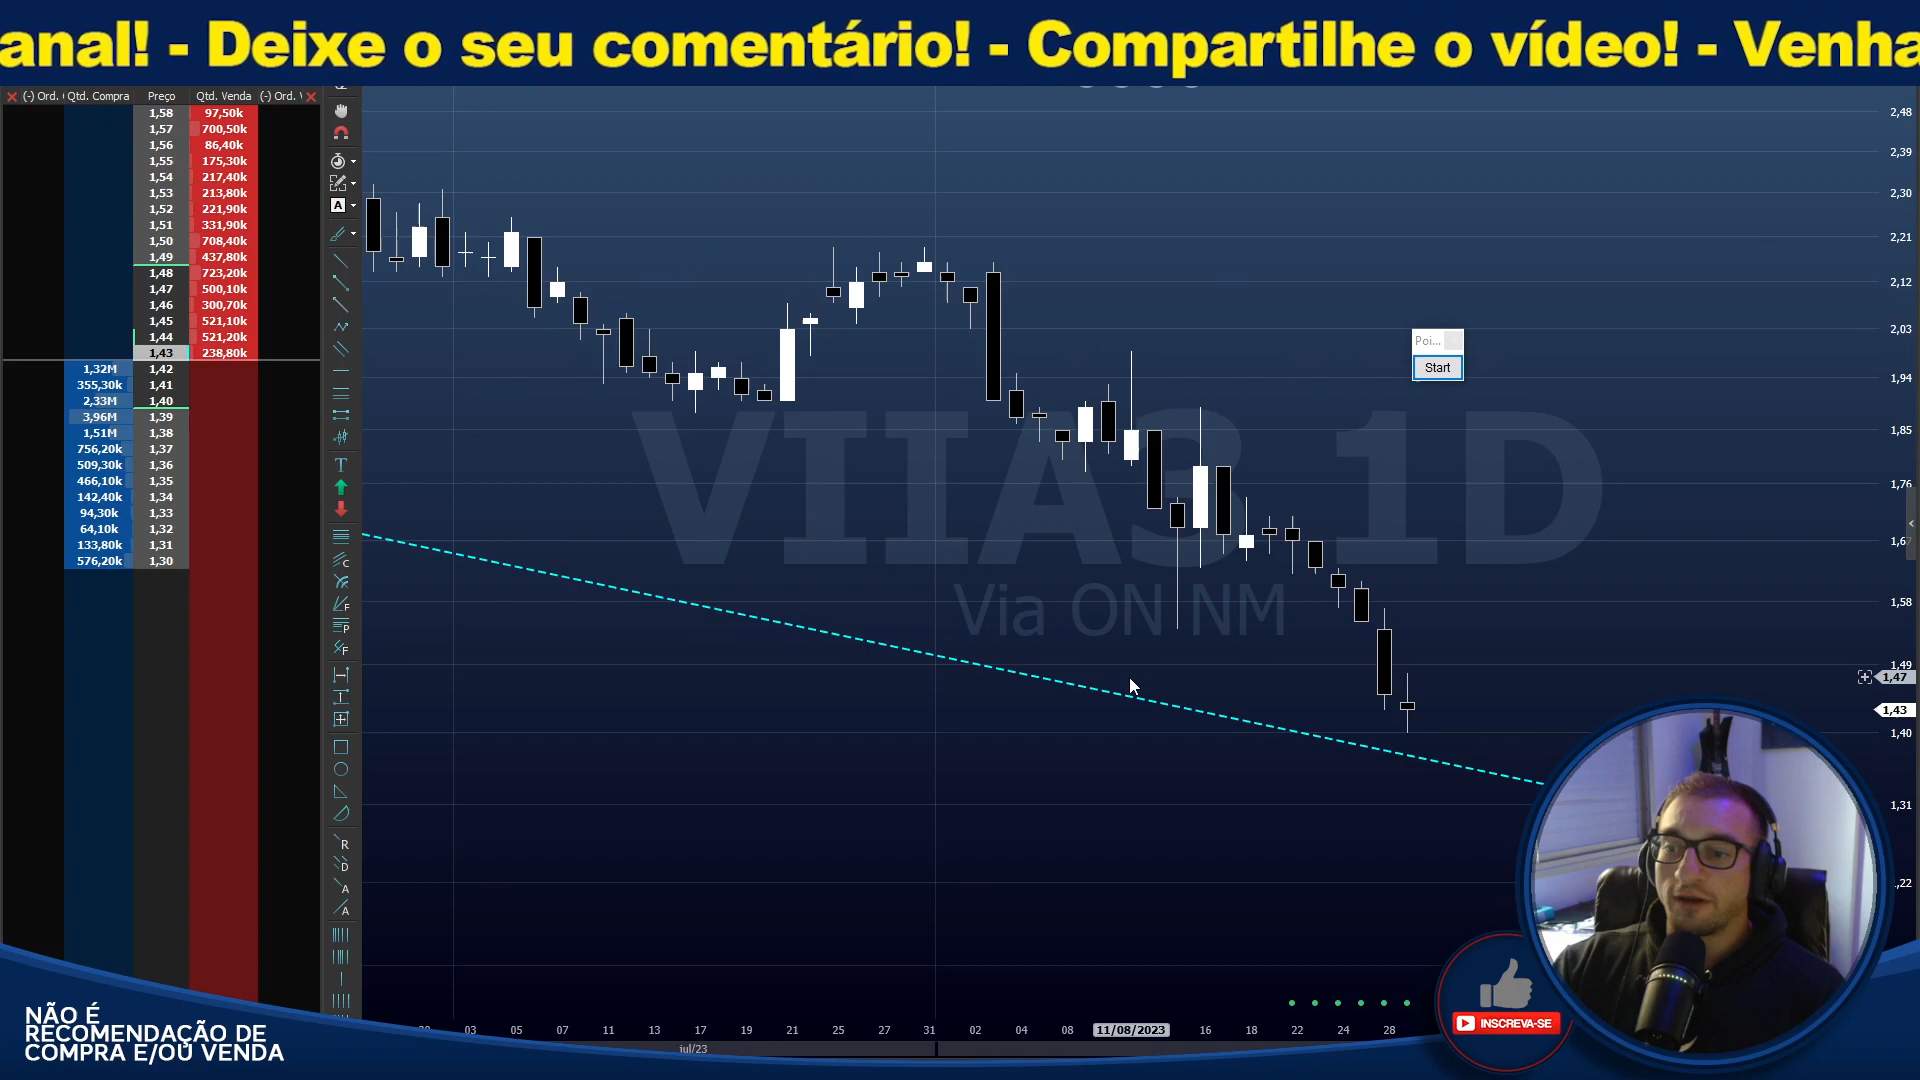 anal! - Deixe o seu comentário! - Compartilhe o vídeo! - Venha
(-) Ord. Qtd. Compra Preço Qtd. Venda (-) Ord.
1,58 97,50k
1,57 700,50k
1,56 86,40k
1,55 175,30k
1,54 217,40k
1,53 213,80k
1,52 221,90k
1,51 331,90k
1,50 708,40k
1,49 437,80k
1,48 723,20k
1,47 500,10k
1,46 300,70k
1,45 521,10k
1,44 521,20k
1,43 238,80k
1,32M 1,42
355,30k 1,41
2,33M 1,40
3,96M 1,39
1,51M 1,38
756,20k 1,37
509,30k 1,36
466,10k 1,35
142,40k 1,34
94,30k 1,33
64,10k 1,32
133,80k 1,31
576,20k 1,30
A
T
C
F
P
F
R
D
A
A
VIIA3 1D
Via ON NM
Poi...
Start
2,48
2,39
2,30
2,21
2,12
2,03
1,94
1,85
1,76
1,67
1,58
1,49
1,47
1,43
1,40
1,31
,22
03 05 07 11 13 17 19 21 25 27 31 02 04 08 11/08/2023 16 18 22 24 28
jul/23
NÃO É
RECOMENDAÇÃO DE
COMPRA E/OU VENDA
INSCREVA-SE